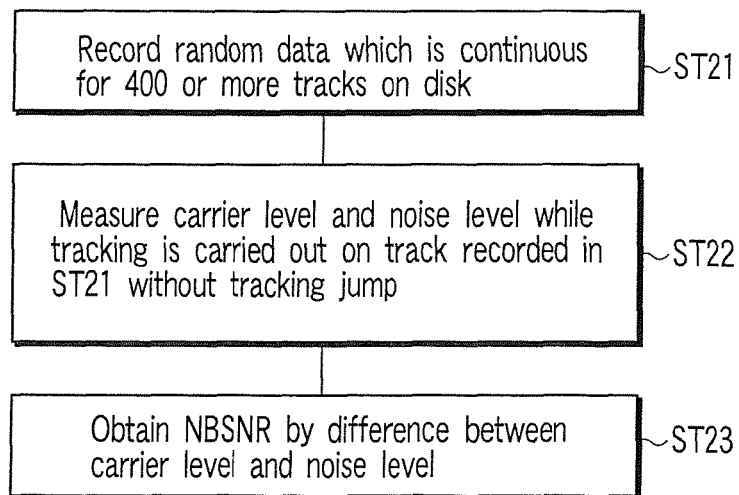 Record random data which is continuous
for 400 or more tracks on disk
ST21
Measure carrier level and noise level while
tracking is carried out on track recorded in
ST21 without tracking jump
ST22
Obtain NBSNR by difference between
carrier level and noise level
ST23